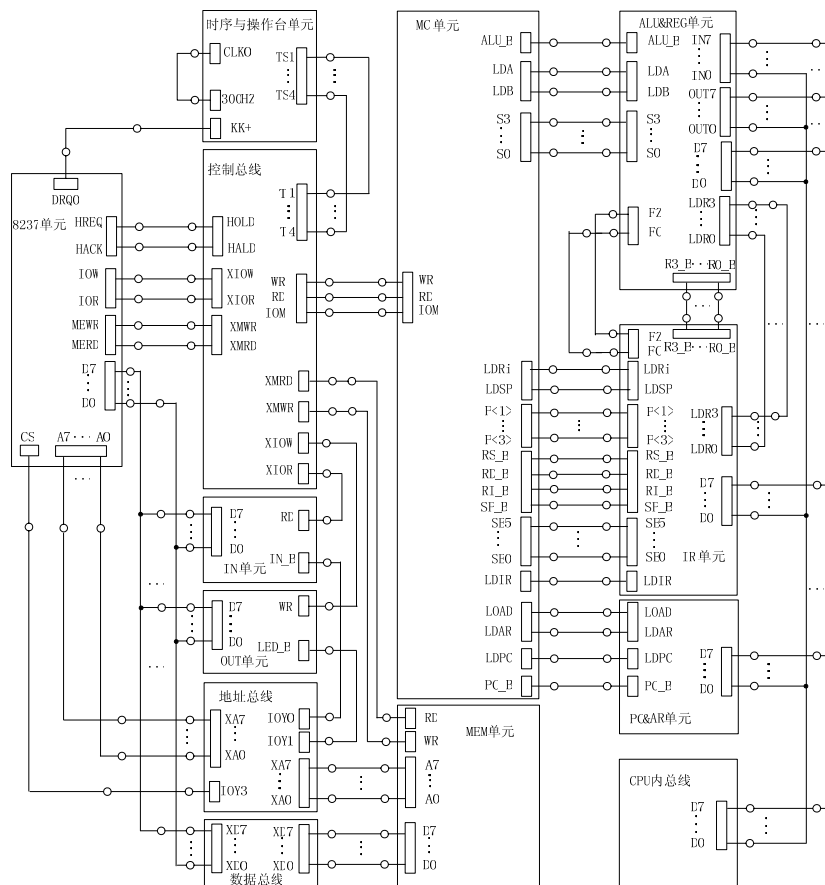 时序与操作台单元
CLKO
30CHZ
KK+
TS1
TS4
控制总线
T1
T4
HOLD
HALD
XIOW
XIOR
XMWR
XMRD
WR
RD
IOM
XMRD
XMWR
XIOW
XIOR
DRQ0
8237单元
HREQ
HACK
IOW
IOR
MEWR
MERD
D7
D0
CS
A7
A0
D7
D0
RD
IN_B
IN单元
D7
D0
WR
LED_B
OUT单元
地址总线
XA7
XA0
IOY3
IOY0
IOY1
XA7
XA0
XD7
XD0
XD7
XD0
数据总线
MC单元
ALU_B
LDA
LDB
S3
S0
WR
RD
IOM
LDRi
LDSP
P<1>
P<3>
RS_B
RD_B
RI_B
SP_B
SE5
SE0
LDIR
LOAD
LDAR
LDPC
PC_B
MEM单元
RD
WR
A7
A0
D7
D0
ALU&REG单元
ALU_B
LDA
LDB
S3
S0
IN7
IN0
OUT7
OUT0
D7
D0
FZ
FC
LDR3
LDR0
R3_B···R0_B
FZ
FC
R3_B···R0_B
LDRi
LDSP
P<1>
P<3>
RS_B
RD_B
RI_B
SP_B
SE5
SE0
LDIR
LDR3
LDR0
D7
D0
IR单元
LOAD
LDAR
LDPC
PC_B
D7
D0
PC&AR单元
CPU内总线
D7
D0